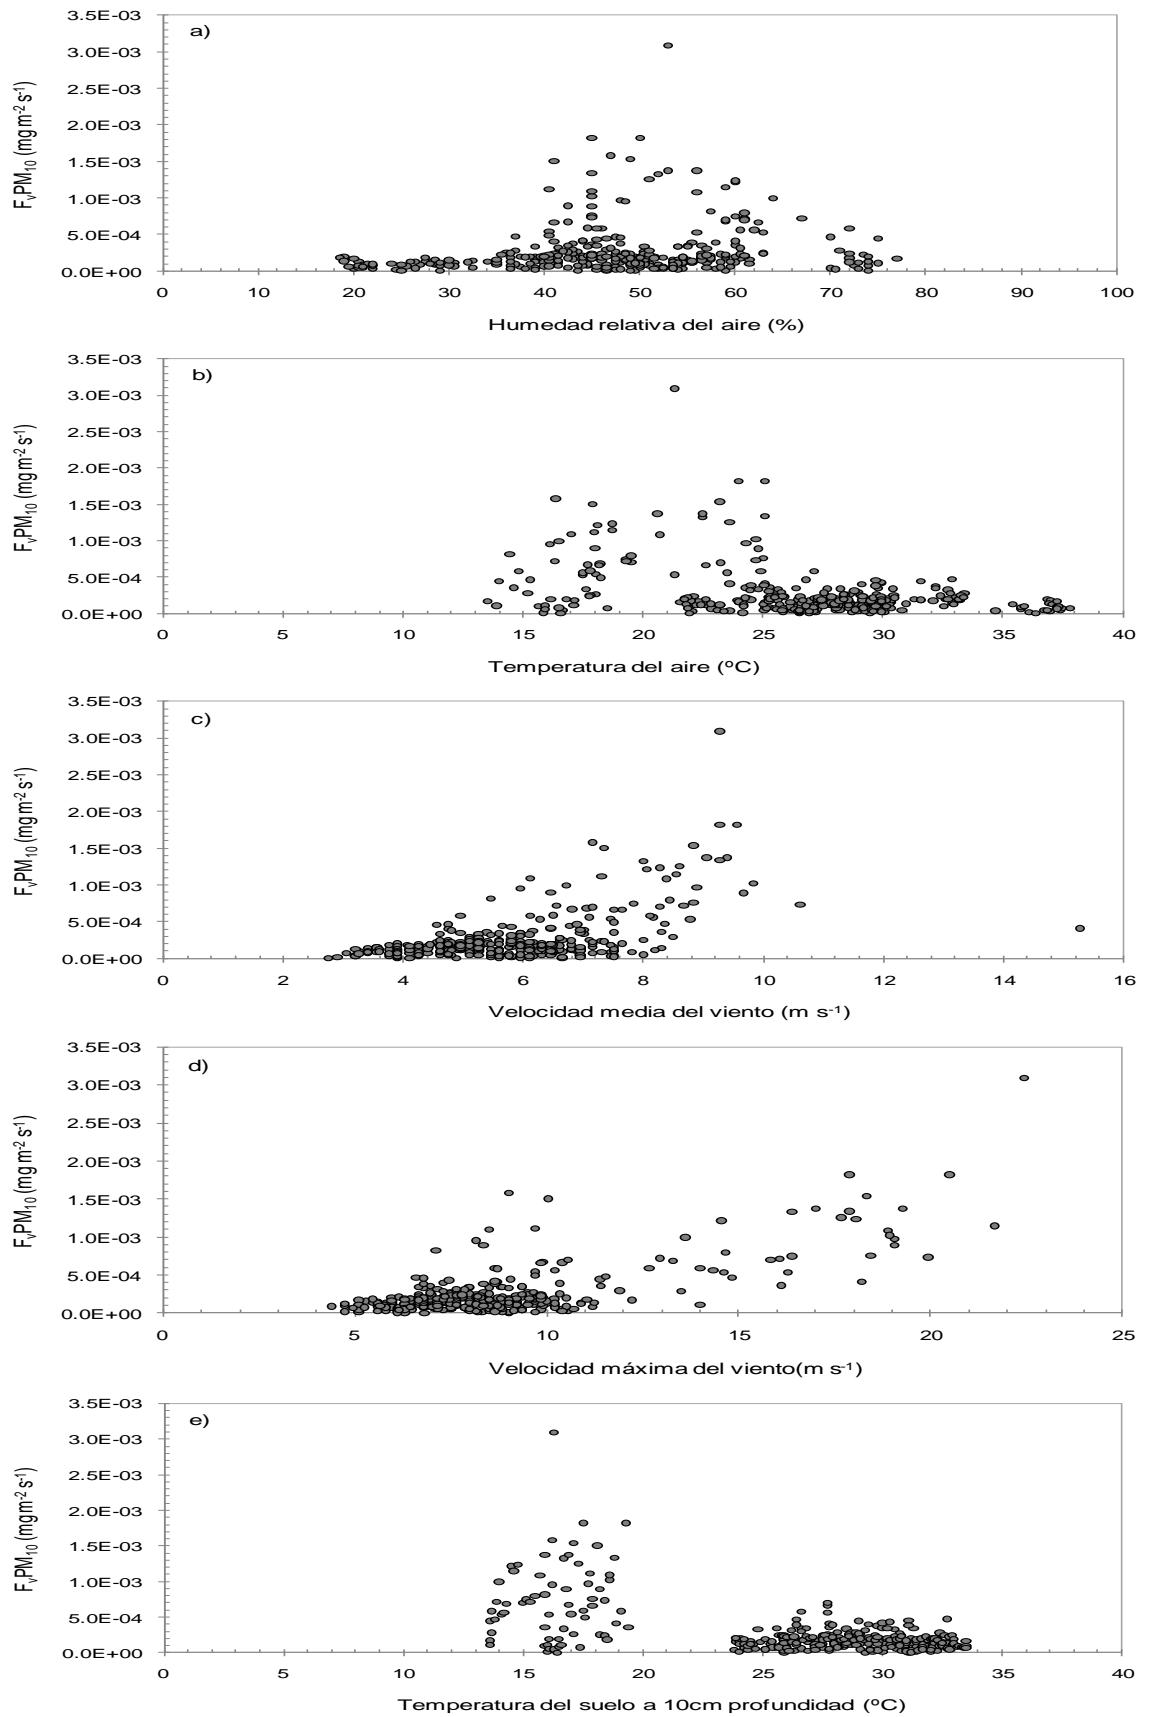 a)
3.5E-03
3.0E-03
2.5E-03
2.0E-03
1.5E-03
1.0E-03
5.0E-04
0.0E+00
FvPM10 (mg m-2 s-1)
0 10 20 30 40 50 60 70 80 90 100
Humedad relativa del aire (%)
b)
3.5E-03
3.0E-03
2.5E-03
2.0E-03
1.5E-03
1.0E-03
5.0E-04
0.0E+00
FvPM10 (mg m-2 s-1)
0 5 10 15 20 25 30 35 40
Temperatura del aire (ºC)
c)
3.5E-03
3.0E-03
2.5E-03
2.0E-03
1.5E-03
1.0E-03
5.0E-04
0.0E+00
FvPM10 (mg m-2 s-1)
0 2 4 6 8 10 12 14 16
Velocidad media del viento (m s-1)
d)
3.5E-03
3.0E-03
2.5E-03
2.0E-03
1.5E-03
1.0E-03
5.0E-04
0.0E+00
FvPM10 (mg m-2 s-1)
0 5 10 15 20 25
Velocidad máxima del viento(m s-1)
e)
3.5E-03
3.0E-03
2.5E-03
2.0E-03
1.5E-03
1.0E-03
5.0E-04
0.0E+00
FvPM10 (mg m-2 s-1)
0 5 10 15 20 25 30 35 40
Temperatura del suelo a 10cm profundidad (ºC)